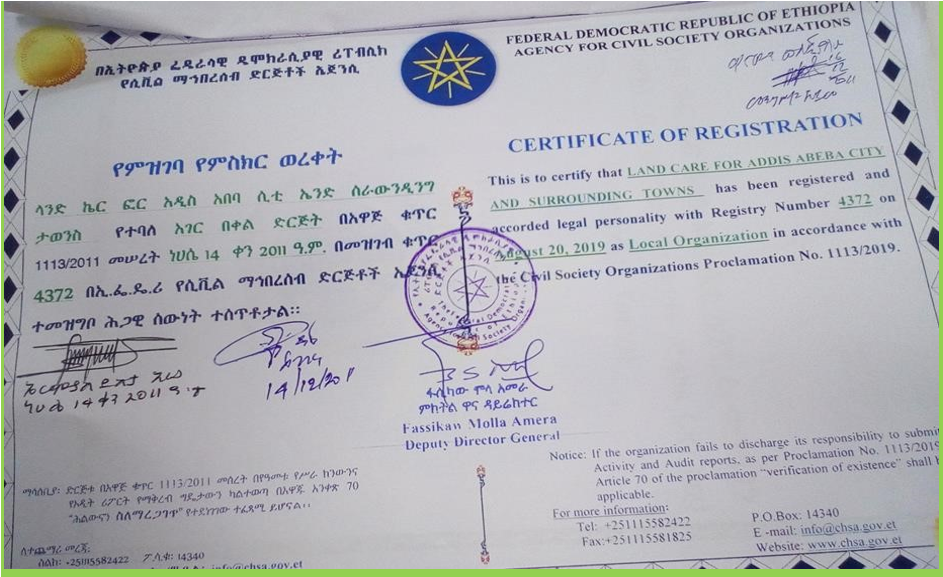 በኢትዮጵያ ፌዴራላዊ ዲሞክራሲያዊ ሪፐብሊክ
የሲቪል ማኅበረሰብ ድርጅቶች ኤጀንሲ
FEDERAL DEMOCRATIC REPUBLIC OF ETHIOPIA
AGENCY FOR CIVIL SOCIETY ORGANIZATIONS
የምዝገባ የምስክር ወረቀት
ላንድ ኬር ፎር አዲስ አበባ ሲቲ ኤንድ ሰራውንዲንግ
ታወንስ የተባለ አገር በቀል ድርጅት በአዋጅ ቁጥር
1113/2011 መሠረት ነሀሴ 14 ቀን 2011 ዓ.ም. በመዝገብ ቁጥር
4372 በኢ.ፌ.ዴ.ሪ የሲቪል ማኅበረሰብ ድርጅቶች ኤጀንሲ
ተመዝግቦ ሕጋዊ ሰውነት ተሰጥቶታል፡፡
CERTIFICATE OF REGISTRATION
This is to certify that LAND CARE FOR ADDIS ABEBA CITY
AND SURROUNDING TOWNS has been registered and
accorded legal personality with Registry Number 4372 on
August 20, 2019 as Local Organization in accordance with
the Civil Society Organizations Proclamation No. 1113/2019.
ነሀሴ 14 ቀን 2011 ዓ.ም
14/12/2011
ፋሲካው ሞላ አመራ
ምክትል ዋና ዳይሬክተር
Fassikaw Molla Amera
Deputy Director General
ማሳሰቢያ: ድርጅቱ በአዋጅ ቁጥር 1113/2011 መሰረት በየዓመቱ የሥራ ክንውንና
የኦዲት ሪፖርት የማቅረብ ግዴታውን ካልተወጣ በአዋጁ አንቀጽ 70
"ሕልውናን ስለማረጋገጥ" የተደነገገው ተፈጻሚ ይሆናል፡፡
ለተጨማሪ መረጃ:
ስልክ: +251115582422 ፖ.ሳ.ቁ: 14340
info@chsa.gov.et
Notice: If the organization fails to discharge its responsibility to submit
Activity and Audit reports, as per Proclamation No. 1113/2019
Article 70 of the proclamation "verification of existence" shall b
applicable.
For more information:
Tel: +251115582422
Fax:+251115581825
P.O.Box: 14340
E -mail: info@chsa.gov.et
Website: www.chsa.gov.et